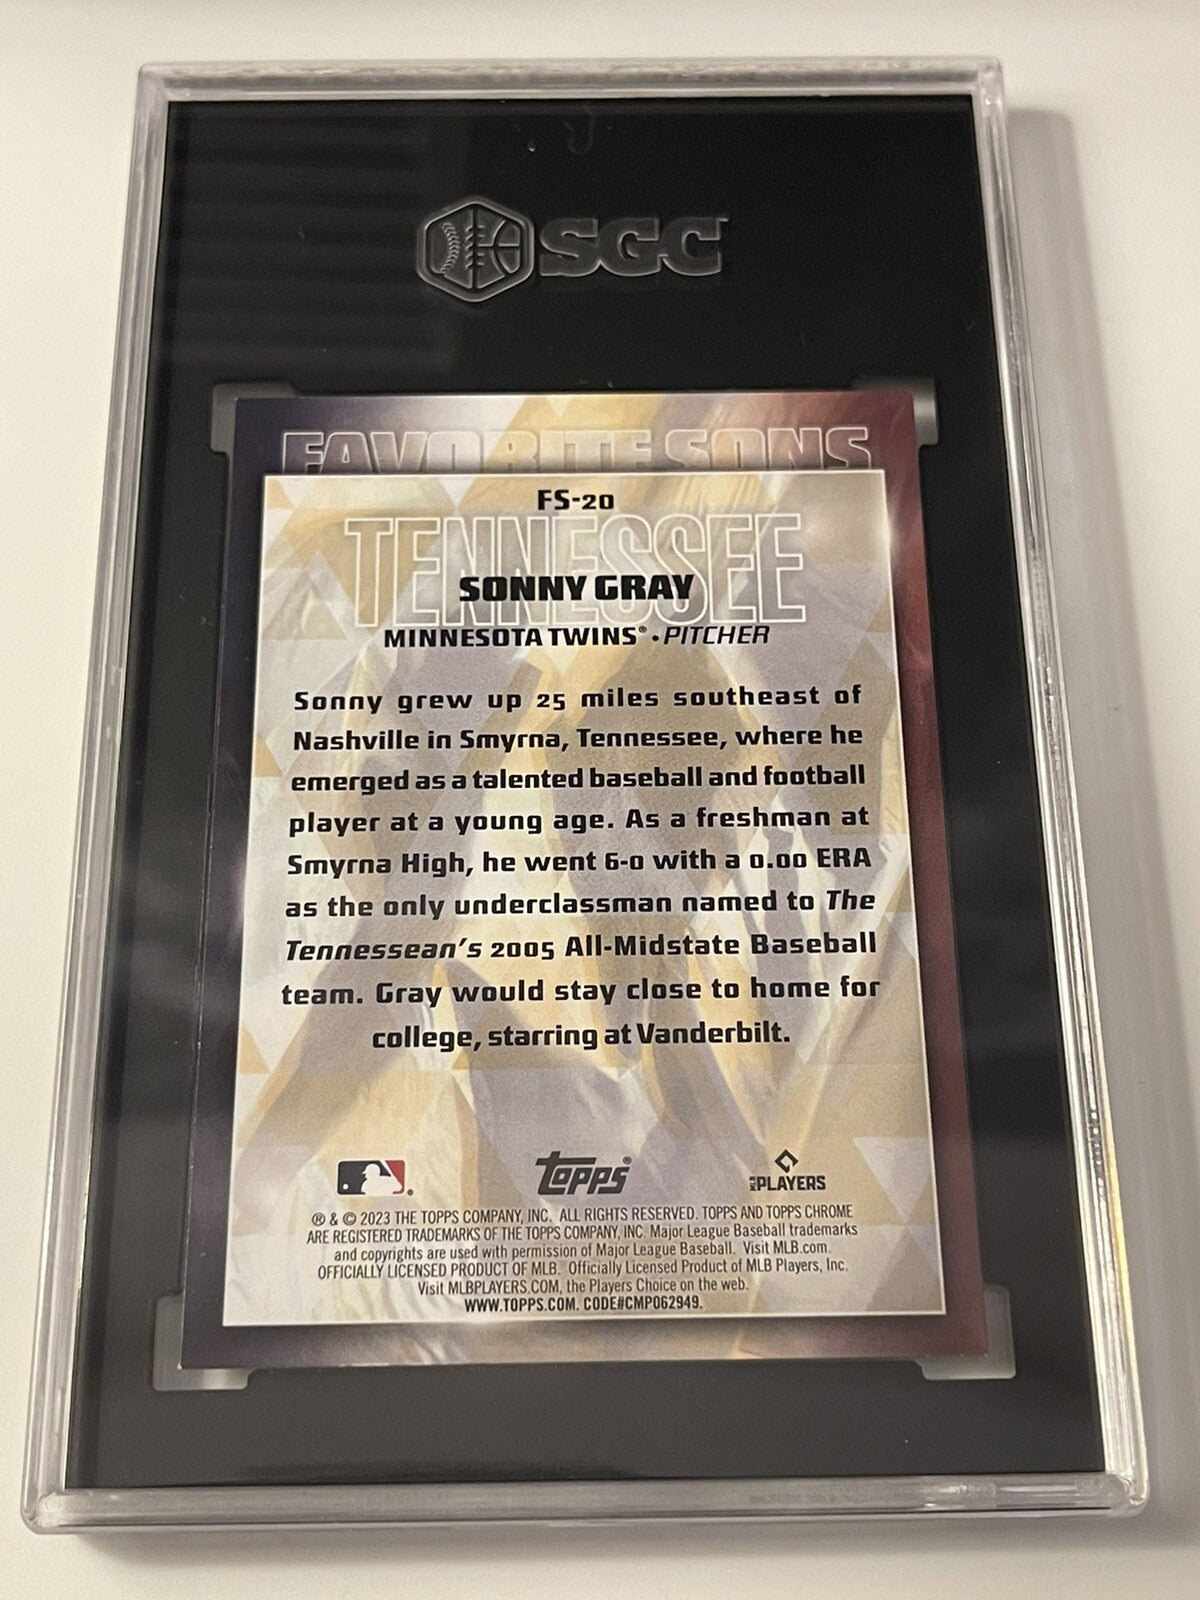 SGC
FAVORITE SONS
FS-20
TENNESSEE
SONNY GRAY
MINNESOTA TWINS® • PITCHER
Sonny grew up 25 miles southeast of
Nashville in Smyrna, Tennessee, where he
emerged as a talented baseball and football
player at a young age. As a freshman at
Smyrna High, he went 6-0 with a 0.00 ERA
as the only underclassman named to The
Tennessean's 2005 All-Midstate Baseball
team. Gray would stay close to home for
college, starring at Vanderbilt.
topps®
MLB PLAYERS
® & © 2023 THE TOPPS COMPANY, INC. ALL RIGHTS RESERVED. TOPPS AND TOPPS CHROME
ARE REGISTERED TRADEMARKS OF THE TOPPS COMPANY, INC. Major League Baseball trademarks
and copyrights are used with permission of Major League Baseball. Visit MLB.com.
OFFICIALLY LICENSED PRODUCT OF MLB. Officially Licensed Product of MLB Players, Inc.
Visit MLBPLAYERS.COM, the Players Choice on the web.
WWW.TOPPS.COM. CODE#CMP062949.